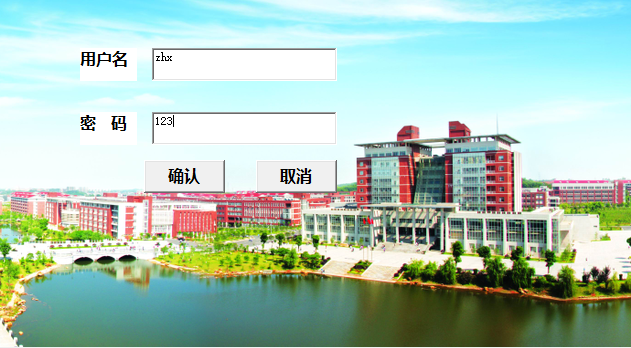 用户名 zhx
密 码 123
确认 取消